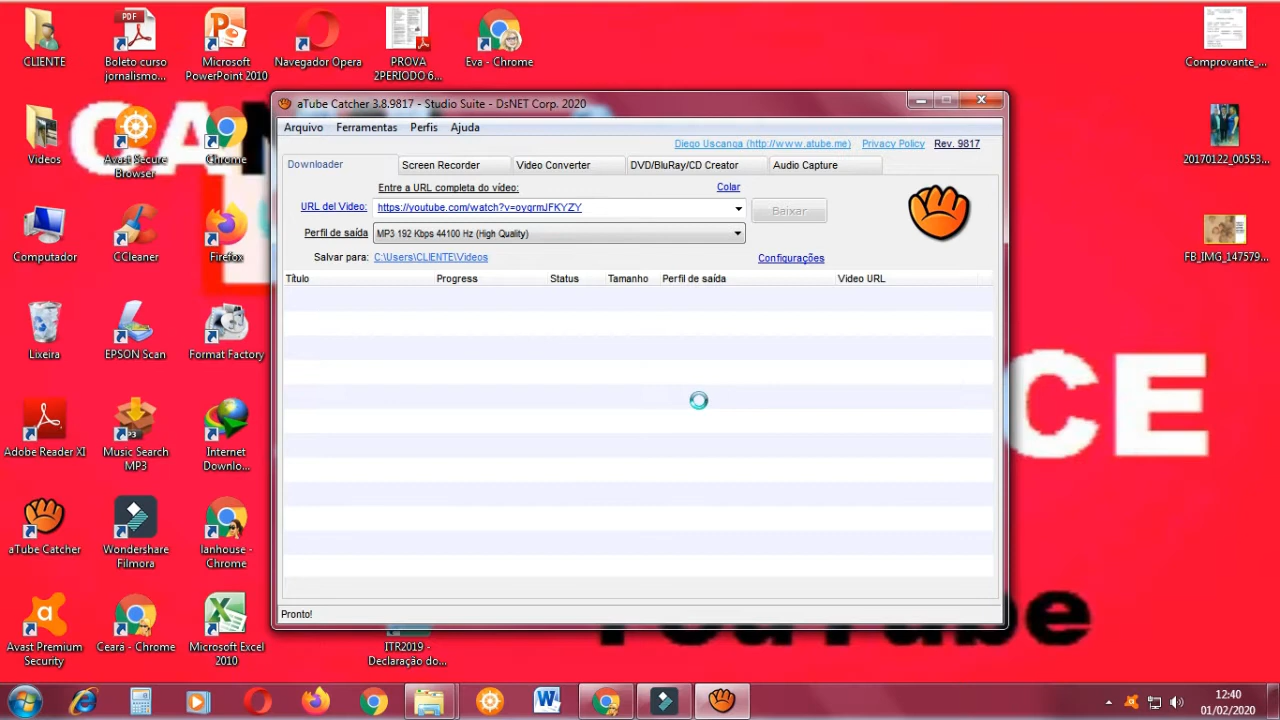 CLIENTE
Boleto curso
jornalismo...
Microsoft
PowerPoint 2010
Navegador Opera
PROVA
2PERIODO 6...
Eva - Chrome
Comprovante_...
Videos
Avast Secure
Browser
Chrome
20170122_00553...
Computador
CCleaner
Firefox
FB_IMG_147579...
Lixeira
EPSON Scan
Format Factory
Adobe Reader XI
Music Search
MP3
Internet
Downlo...
aTube Catcher
Wondershare
Filmora
lanhouse -
Chrome
Avast Premium
Security
Ceara - Chrome
Microsoft Excel
2010
ITR2019 -
Declaração do...
aTube Catcher 3.8.9817 - Studio Suite - DsNET Corp. 2020
Arquivo Ferramentas Perfis Ajuda
Diego Uscanga (http://www.atube.me) Privacy Policy Rev. 9817
Downloader Screen Recorder Video Converter DVD/BluRay/CD Creator Audio Capture
Entre a URL completa do vídeo: Colar
URL del Video: https://youtube.com/watch?v=oyqrmJFKYZY Baixar
Perfil de saída MP3 192 Kbps 44100 Hz (High Quality)
Salvar para: C:\Users\CLIENTE\Videos Configurações
Título Progress Status Tamanho Perfil de saída Video URL
Pronto!
CE
12:40
01/02/2020